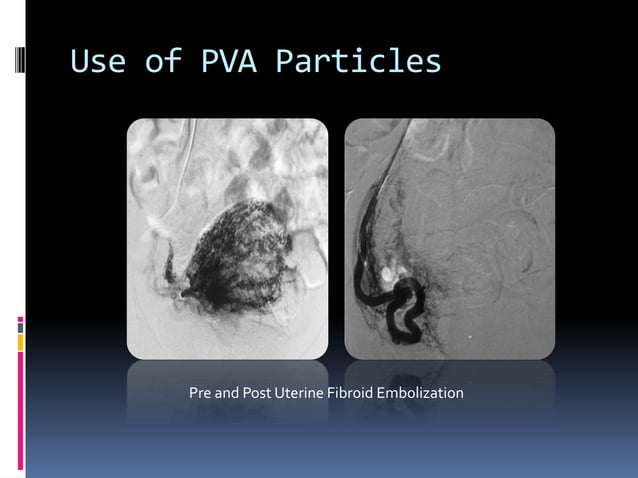 Use of PVA Particles
Pre and Post Uterine Fibroid Embolization